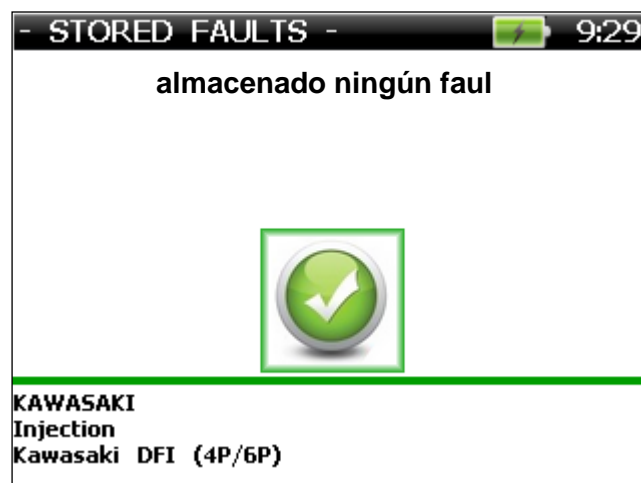 - STORED FAULTS - 9:29
almacenado ningún faul
KAWASAKI
Injection
Kawasaki DFI (4P/6P)